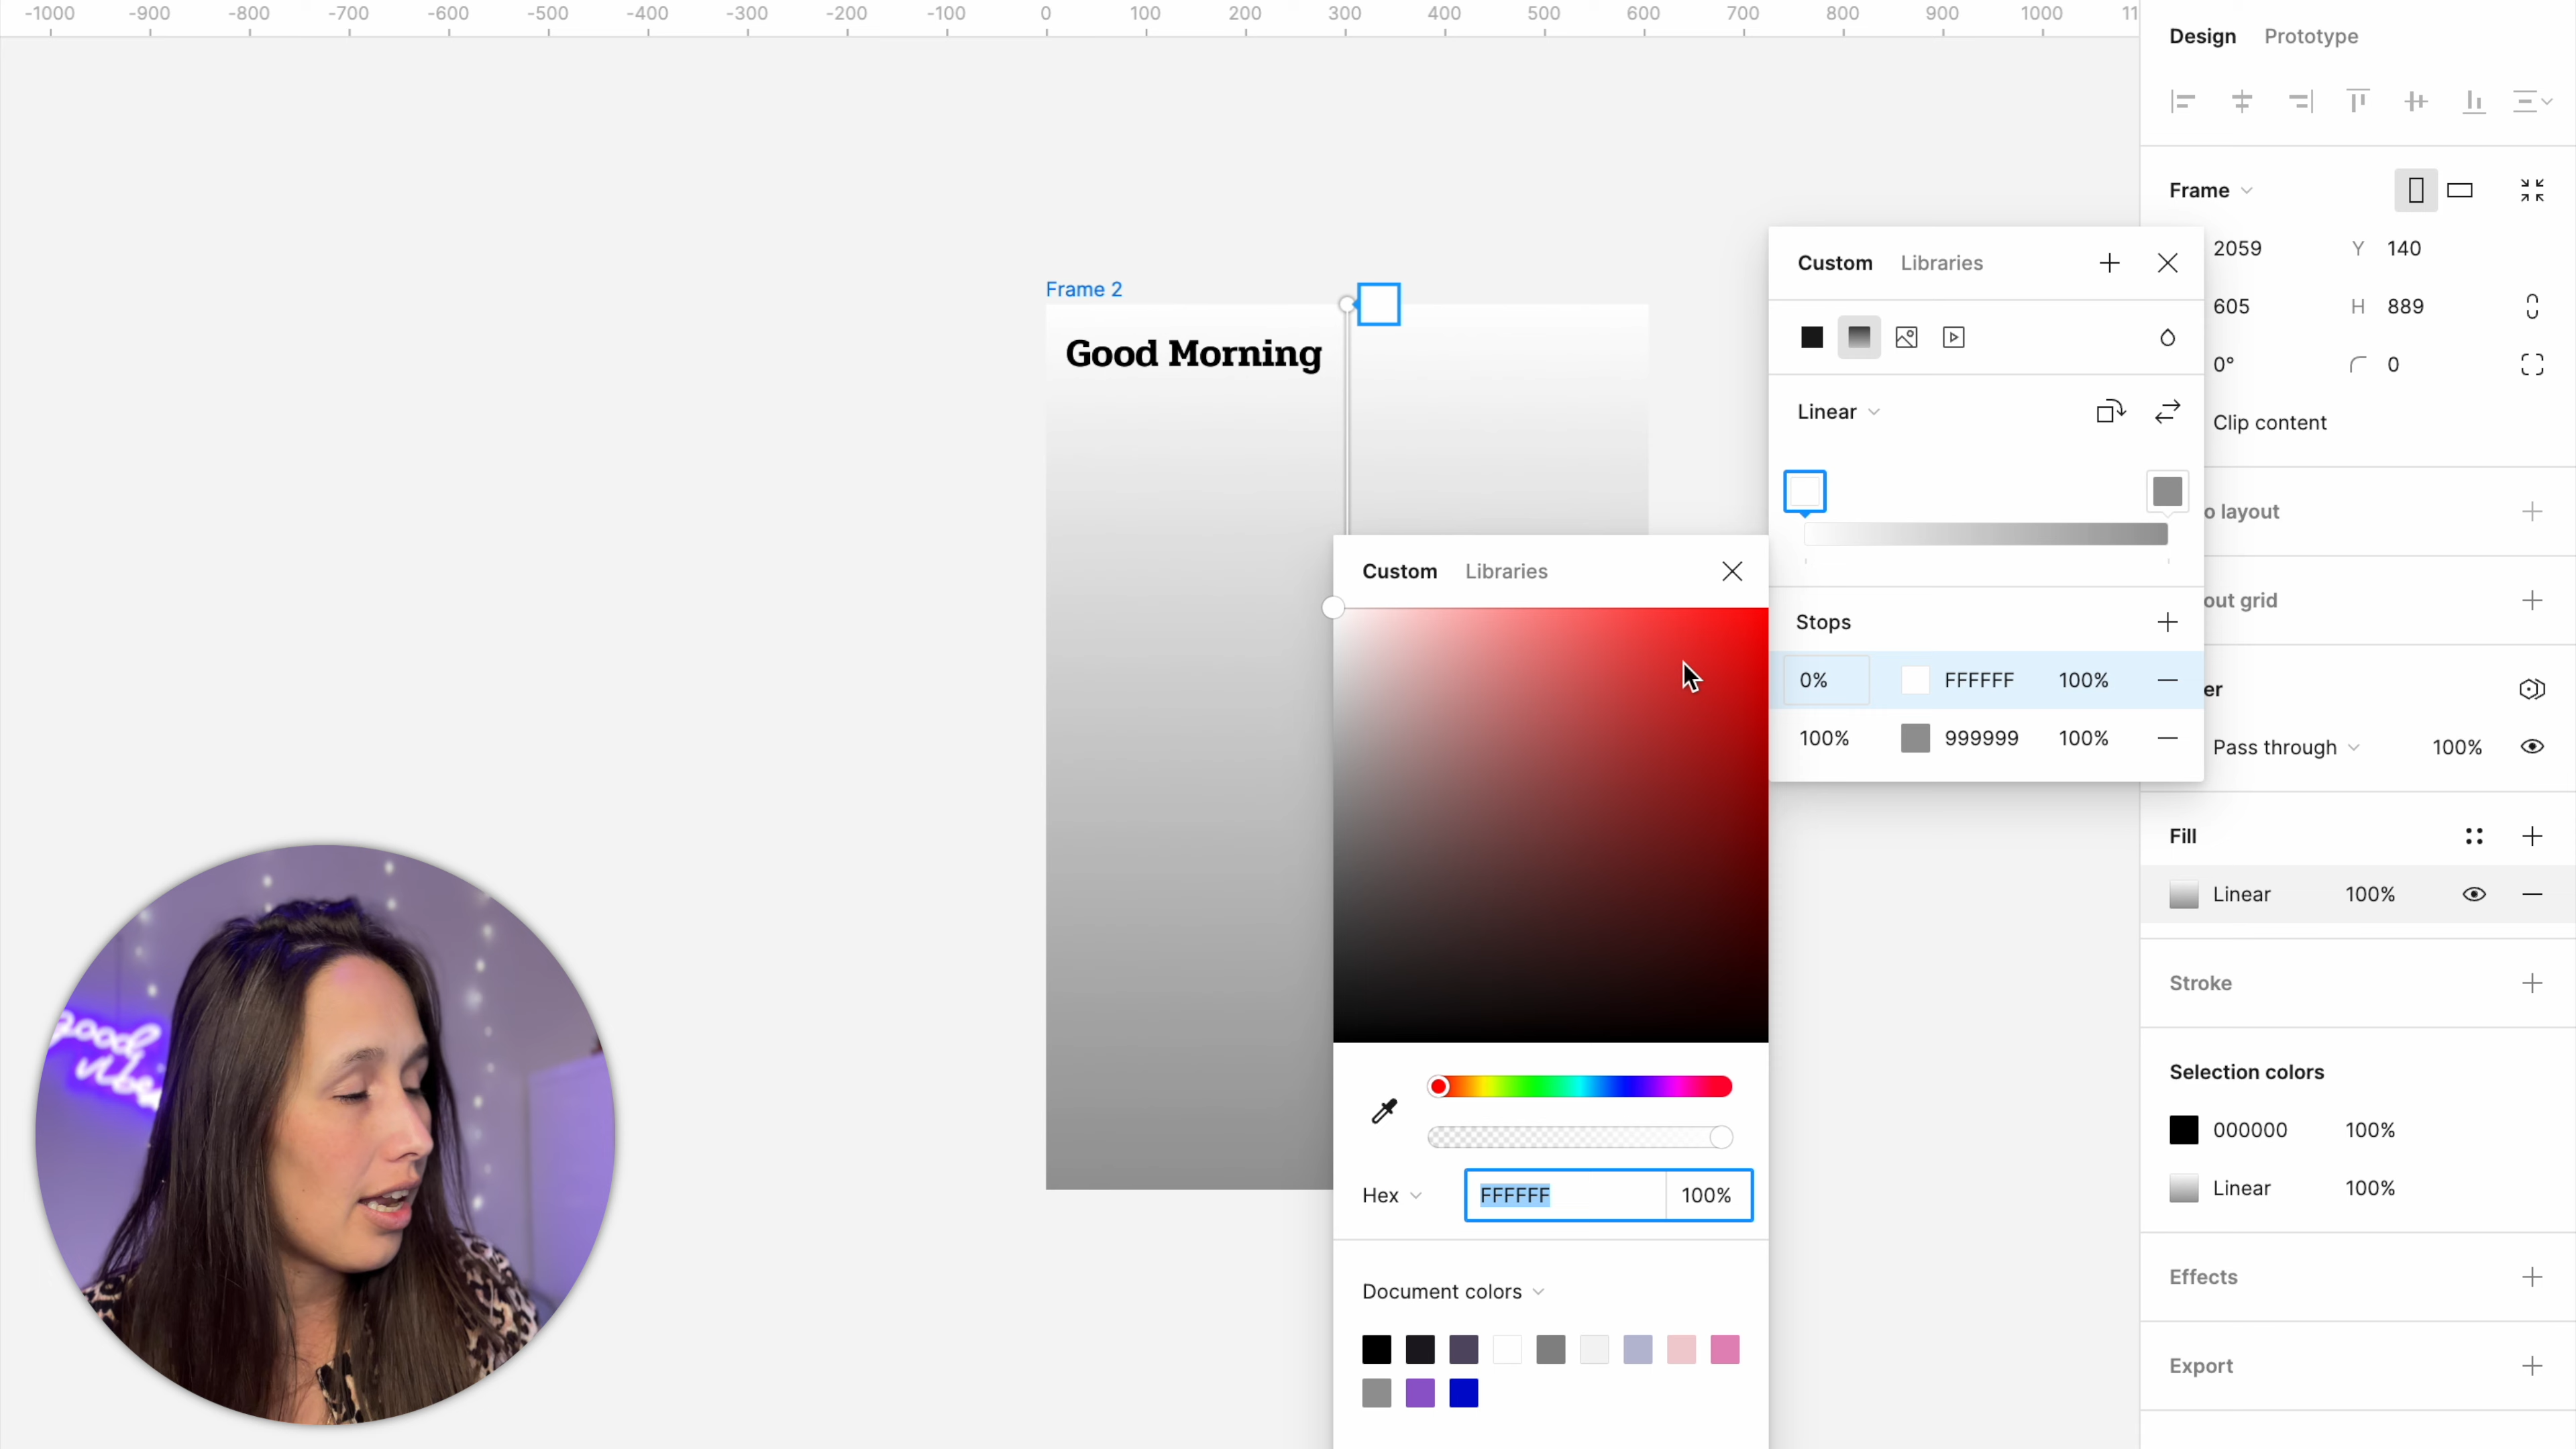 -1000 -900 -800 -700 -600 -500 -400 -300 -200 -100 0 100 200 300 400 500 600 700 800 900 1000 11
Design Prototype
Frame
2059 Y 140
605 H 889
0° 0
Clip content
o layout
out grid
er
Pass through 100%
Fill
Linear 100%
Stroke
Selection colors
000000 100%
Linear 100%
Effects
Export
Custom Libraries
Linear
Stops
0% FFFFFF 100%
100% 999999 100%
Frame 2
Good Morning
Custom Libraries
Hex FFFFFF 100%
Document colors
good
vibe